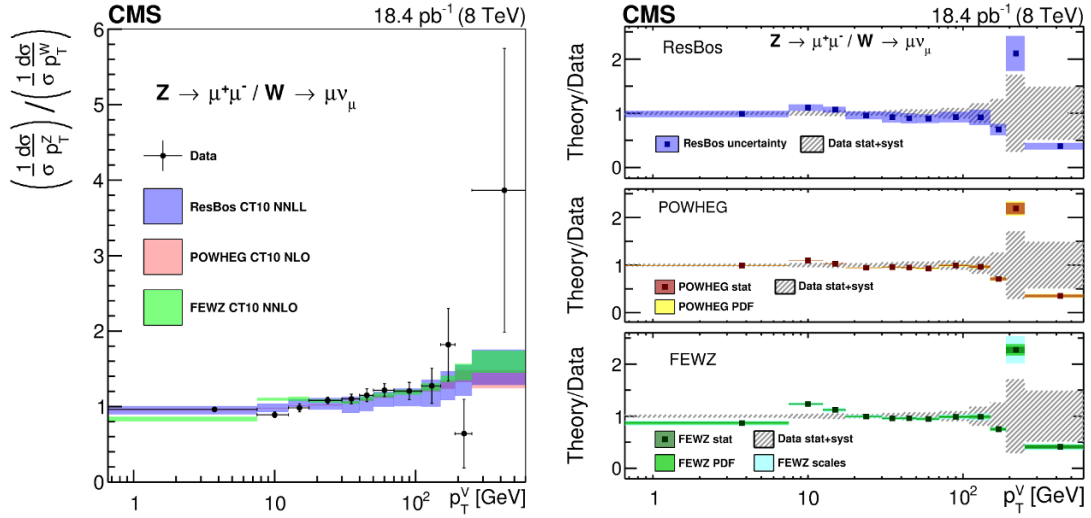 CMS 18.4 pb⁻¹ (8 TeV)
(1/σ dσ/p_T^Z) / (1/σ dσ/p_T^W)
6
5
4
3
2
1
0
Z → μ⁺μ⁻ / W → μν_μ
Data
ResBos CT10 NNLL
POWHEG CT10 NLO
FEWZ CT10 NNLO
1 10 10² p_T^V [GeV]
CMS 18.4 pb⁻¹ (8 TeV)
Theory/Data
2
1
0
ResBos Z → μ⁺μ⁻ / W → μν_μ
ResBos uncertainty Data stat+syst
Theory/Data
2
1
0
POWHEG
POWHEG stat Data stat+syst
POWHEG PDF
Theory/Data
2
1
0
FEWZ
FEWZ stat Data stat+syst
FEWZ PDF FEWZ scales
1 10 10² p_T^V [GeV]